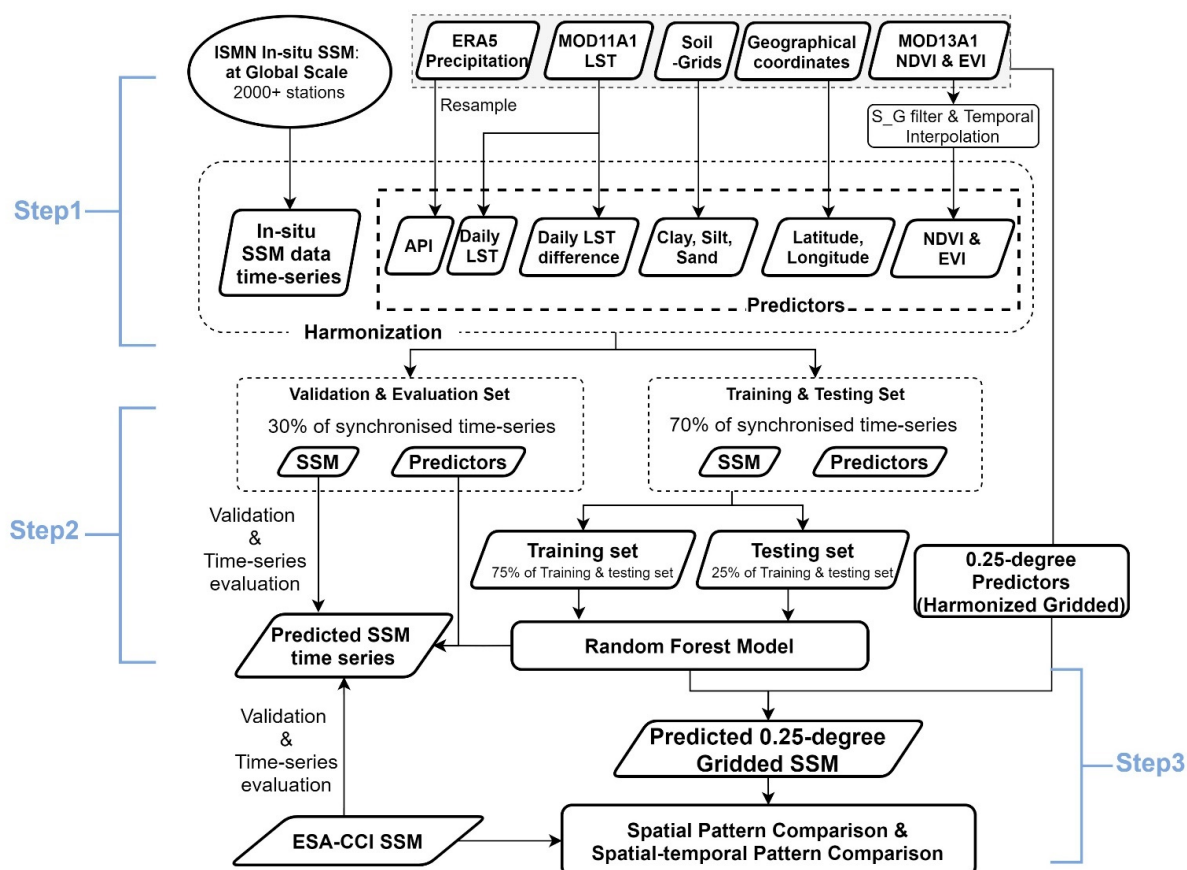 ISMN In-situ SSM:
at Global Scale
2000+ stations
ERA5
Precipitation
MOD11A1
LST
Soil
-Grids
Geographical
coordinates
MOD13A1
NDVI & EVI
Resample
S_G filter & Temporal
Interpolation
Step1
In-situ
SSM data
time-series
API
Daily
LST
Daily LST
difference
Clay, Silt,
Sand
Latitude,
Longitude
NDVI &
EVI
Predictors
Harmonization
Validation & Evaluation Set
30% of synchronised time-series
SSM
Predictors
Training & Testing Set
70% of synchronised time-series
SSM
Predictors
Step2
Validation
&
Time-series
evaluation
Training set
75% of Training & testing set
Testing set
25% of Training & testing set
0.25-degree
Predictors
(Harmonized Gridded)
Predicted SSM
time series
Random Forest Model
Validation
&
Time-series
evaluation
Predicted 0.25-degree
Gridded SSM
Step3
ESA-CCI SSM
Spatial Pattern Comparison &
Spatial-temporal Pattern Comparison